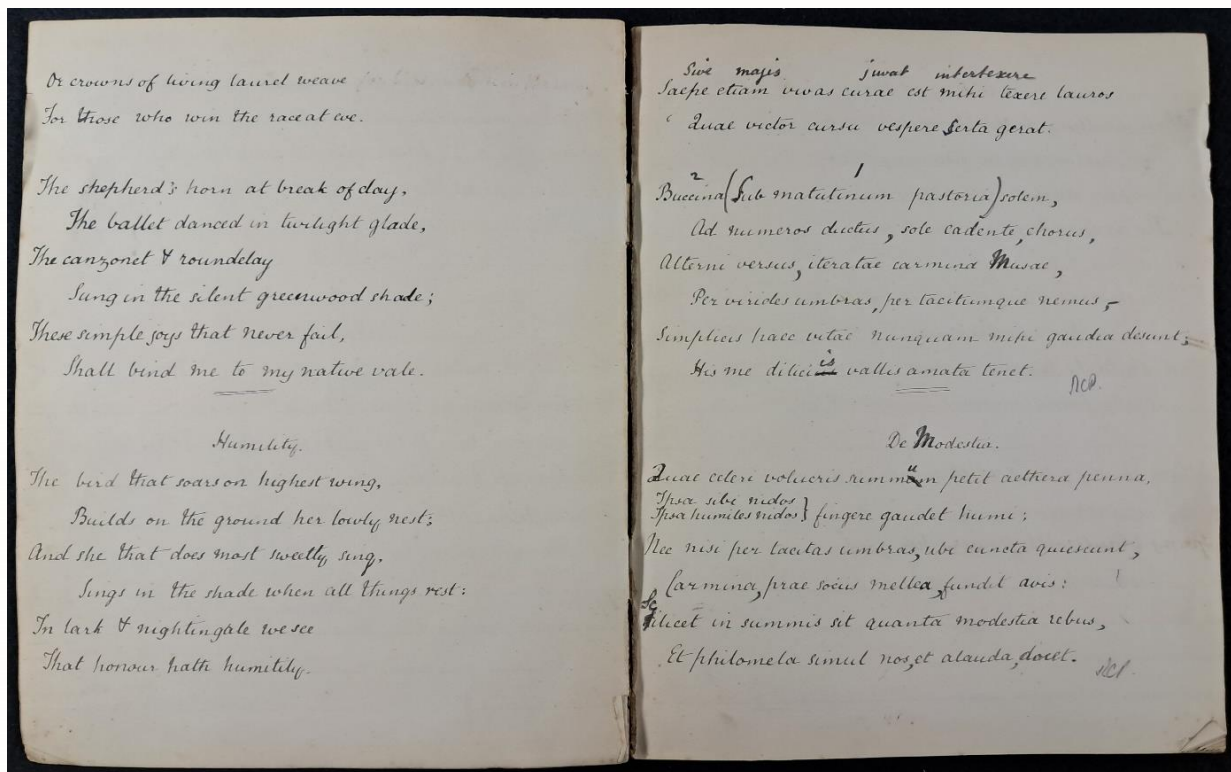 Or crowns of living laurel weave
For those who win the race at eve.
The shepherd's horn at break of day,
The ballet danced in twilight glade,
The canzonet & roundelay
Sung in the silent greenwood shade;
These simple joys that never fail,
Shall bind me to my native vale.
Humility.
The bird that soars on highest wing,
Builds on the ground her lowly nest;
And she that does most sweetly sing,
Sings in the shade when all things rest:
In lark & nightingale we see
That honour hath humility.
Sive magis juvat intertexere
Saepe etiam vivas curae est mihi texere lauros
Quae victor cursu vespere serta gerat.
2 1
Buccina (sub matutinum pastoria) solem,
Ad numeros ductus, sole cadente, chorus,
Alterni versus, iteratae carmina Musae,
Per virides umbras, per tacitumque nemus,-
Simplicis haec vitae nunquam mihi gaudia desunt;
is
His me delici vallis amata tenet.
De Modestia.
Quae celeri volucris summum petit aethera penna,
Ipsa sibi nidos
Ipsa humiles nidos } fingere gaudet humi;
Nec nisi per tacitas umbras, ubi cuncta quiescunt,
Carmina, prae sociis mellea, fundit avis:
Scilicet in summis sit quanta modestia rebus,
Et philomela simul nos, et alauda, docet.